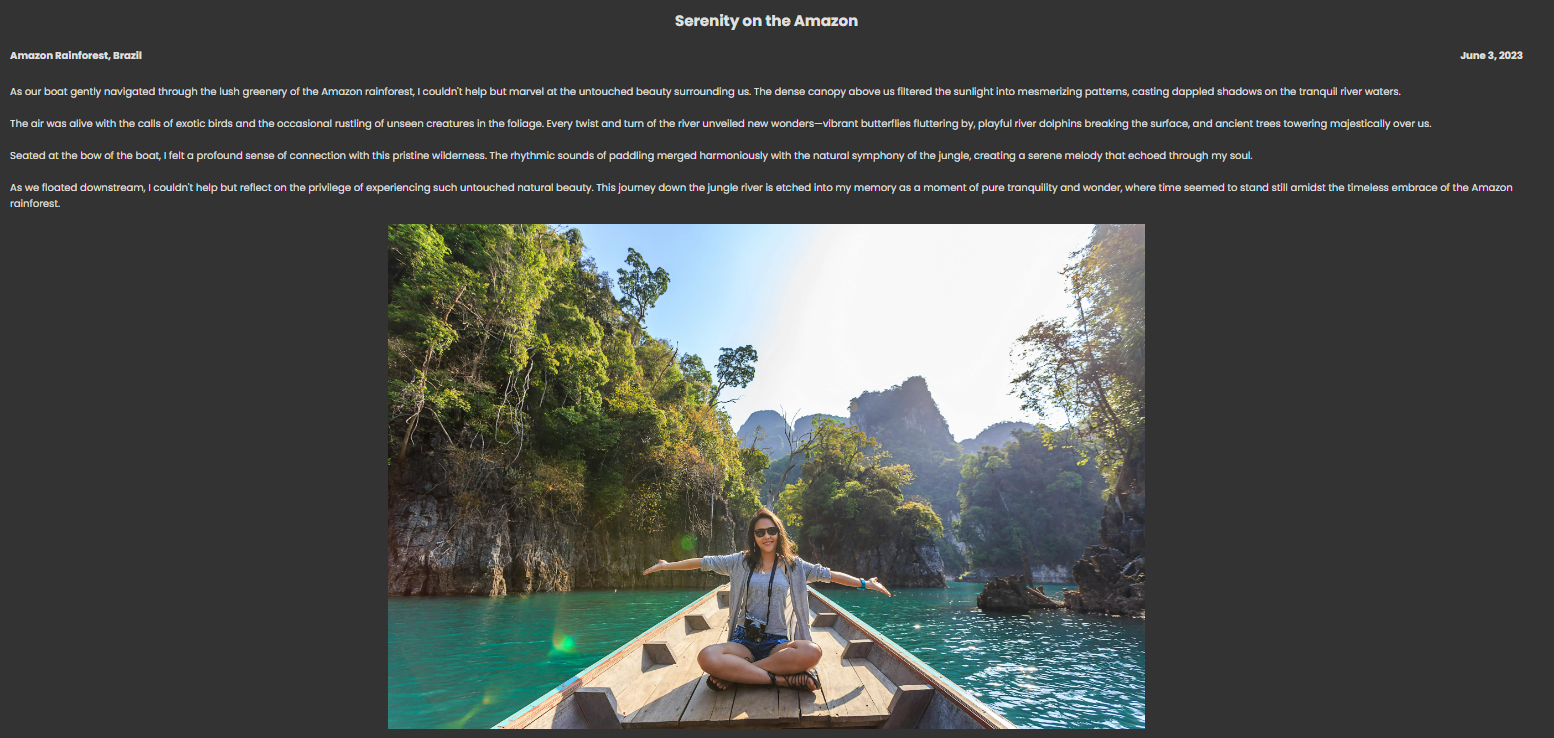 Serenity on the Amazon
Amazon Rainforest, Brazil
June 3, 2023
As our boat gently navigated through the lush greenery of the Amazon rainforest, I couldn't help but marvel at the untouched beauty surrounding us. The dense canopy above us filtered the sunlight into mesmerizing patterns, casting dappled shadows on the tranquil river waters.
The air was alive with the calls of exotic birds and the occasional rustling of unseen creatures in the foliage. Every twist and turn of the river unveiled new wonders—vibrant butterflies fluttering by, playful river dolphins breaking the surface, and ancient trees towering majestically over us.
Seated at the bow of the boat, I felt a profound sense of connection with this pristine wilderness. The rhythmic sounds of paddling merged harmoniously with the natural symphony of the jungle, creating a serene melody that echoed through my soul.
As we floated downstream, I couldn't help but reflect on the privilege of experiencing such untouched natural beauty. This journey down the jungle river is etched into my memory as a moment of pure tranquility and wonder, where time seemed to stand still amidst the timeless embrace of the Amazon
rainforest.